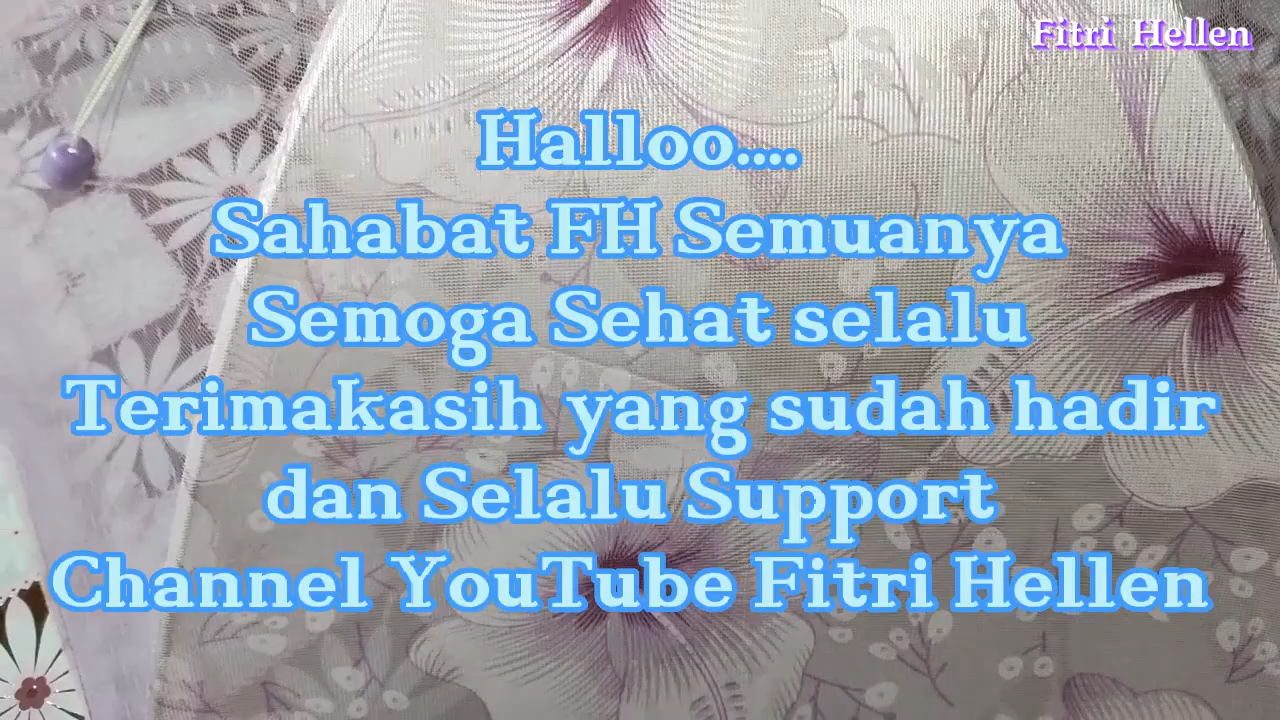 Fitri Hellen
Halloo....
Sahabat FH Semuanya
Semoga Sehat selalu
Terimakasih yang sudah hadir
dan Selalu Support
Channel YouTube Fitri Hellen